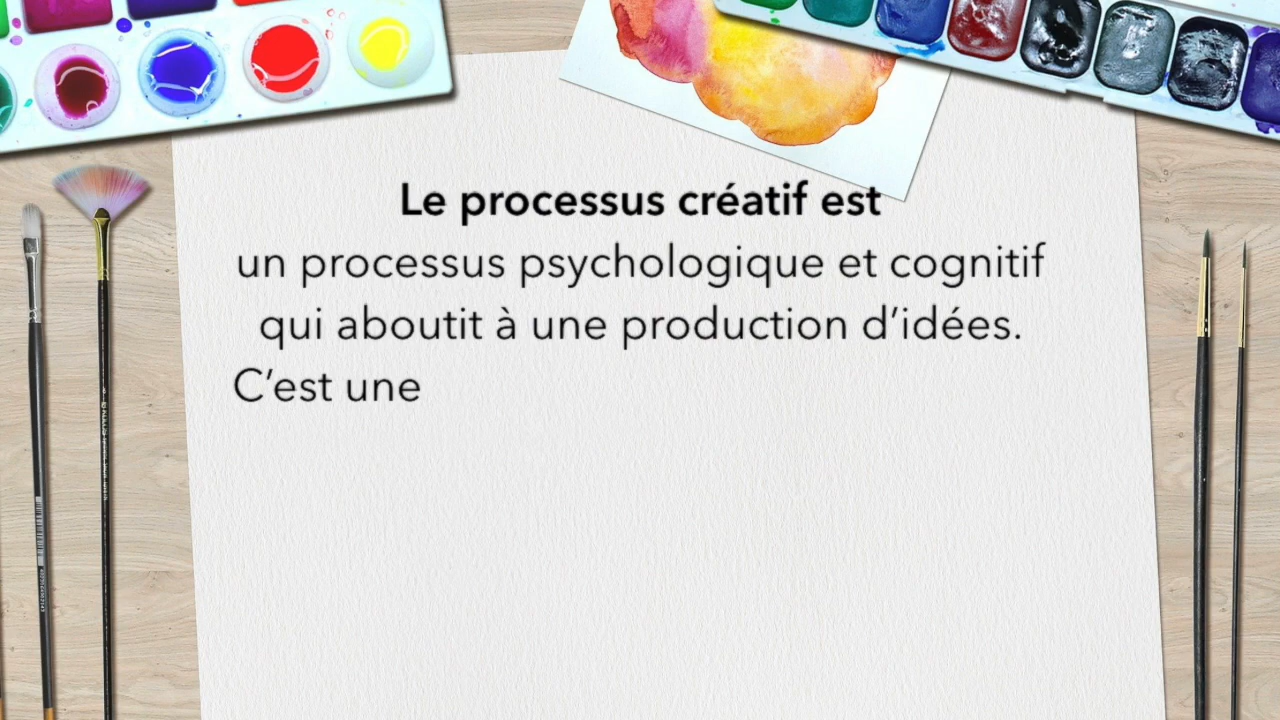 Le processus créatif est
un processus psychologique et cognitif
qui aboutit à une production d’idées.
C’est une